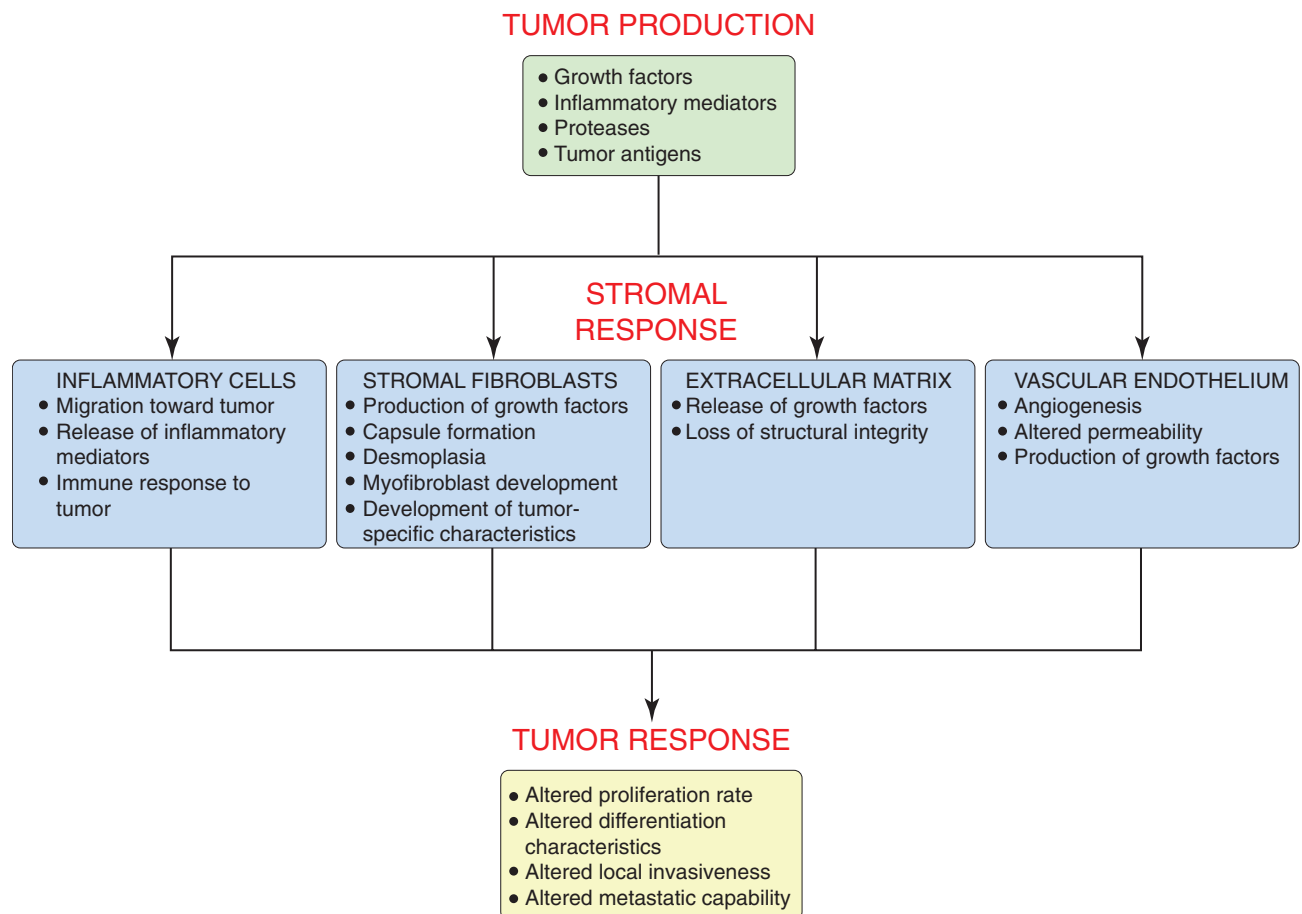 TUMOR PRODUCTION
• Growth factors
• Inflammatory mediators
• Proteases
• Tumor antigens
STROMAL
RESPONSE
INFLAMMATORY CELLS
• Migration toward tumor
• Release of inflammatory
mediators
• Immune response to
tumor
STROMAL FIBROBLASTS
• Production of growth factors
• Capsule formation
• Desmoplasia
• Myofibroblast development
• Development of tumor-
specific characteristics
EXTRACELLULAR MATRIX
• Release of growth factors
• Loss of structural integrity
VASCULAR ENDOTHELIUM
• Angiogenesis
• Altered permeability
• Production of growth factors
TUMOR RESPONSE
• Altered proliferation rate
• Altered differentiation
characteristics
• Altered local invasiveness
• Altered metastatic capability